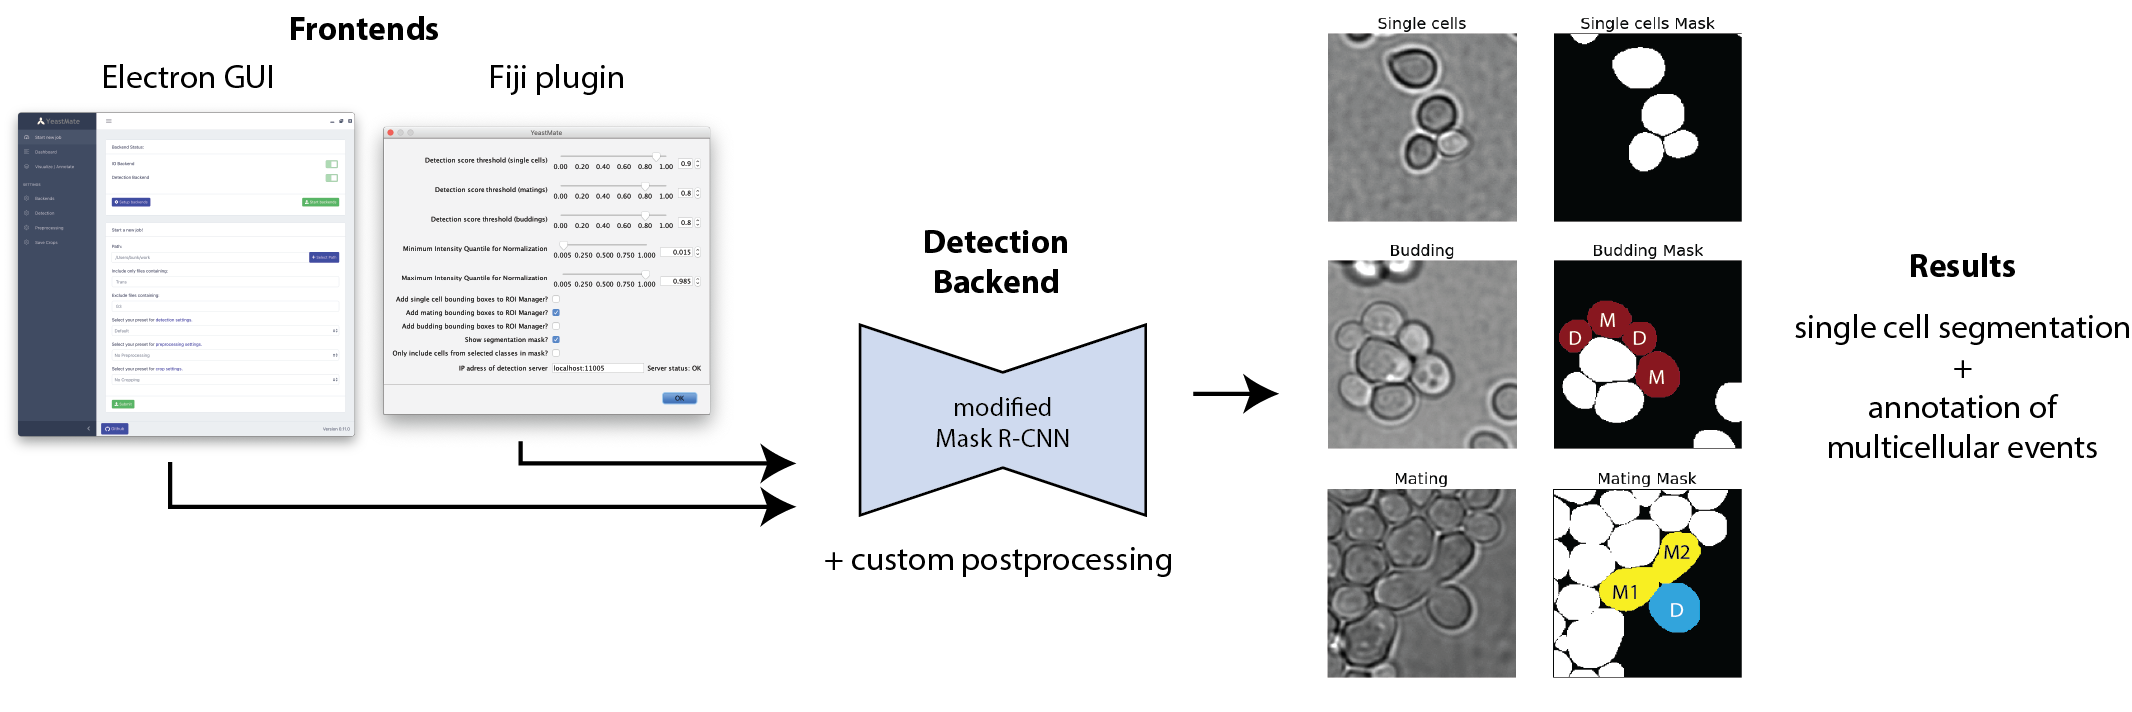 Frontends
Electron GUI
YeastMate
Start new job
Dashboard
Visualize / Annotate
SETTINGS
Backends
Detection
Preprocessing
Save Crops
Backend Status:
IO Backend
Detection Backend
Setup backends
Start backends
Start a new job!
Path:
Select Path
Include only files containing:
Trans
Exclude files containing:
Select your preset for detection settings.
Default
Select your preset for preprocessing settings.
No Preprocessing
Select your preset for crop settings.
No Cropping
Submit
Github
Version 0.11.0
Fiji plugin
YeastMate
Detection score threshold (single cells)
0.00 0.20 0.40 0.60 0.80 1.00
0.9
Detection score threshold (matings)
0.00 0.20 0.40 0.60 0.80 1.00
0.8
Detection score threshold (buddings)
0.00 0.20 0.40 0.60 0.80 1.00
0.8
Minimum Intensity Quantile for Normalization
0.005 0.250 0.500 0.750 1.000
0.015
Maximum Intensity Quantile for Normalization
0.005 0.250 0.500 0.750 1.000
0.985
Add single cell bounding boxes to ROI Manager?
Add mating bounding boxes to ROI Manager?
Add budding bounding boxes to ROI Manager?
Show segmentation mask?
Only include cells from selected classes in mask?
IP adress of detection server
localhost:11005
Server status: OK
OK
Detection
Backend
modified
Mask R-CNN
+ custom postprocessing
Single cells
Single cells Mask
Budding
Budding Mask
D
M
D
M
Mating
Mating Mask
M2
M1
D
Results
single cell segmentation
+
annotation of
multicellular events